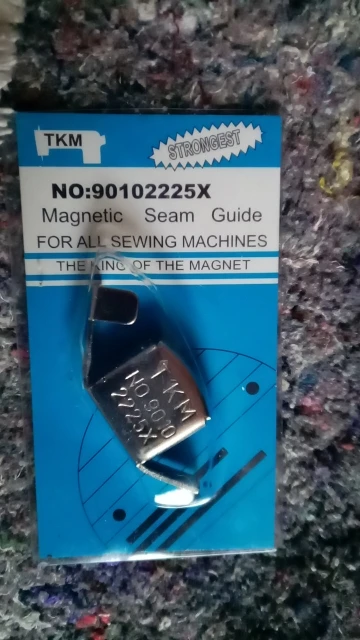 TKM
STRONGEST
NO:90102225X
Magnetic Seam Guide
FOR ALL SEWING MACHINES
THE KING OF THE MAGNET
TKM
NO.9010
2225X